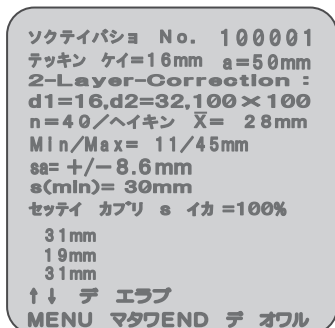 ソクテイバショ No. 100001
テッキン ケイ=16mm a=50mm
2-Layer-Correction :
d1=16,d2=32,100×100
n=40/ヘイキン X̅= 28mm
Min/Max= 11/45mm
sa= +/−8.6mm
s(min)= 30mm
セッテイ カブリ s イカ =100%
31mm
19mm
31mm
↑↓ デ エラブ
MENU マタワEND デ オワル